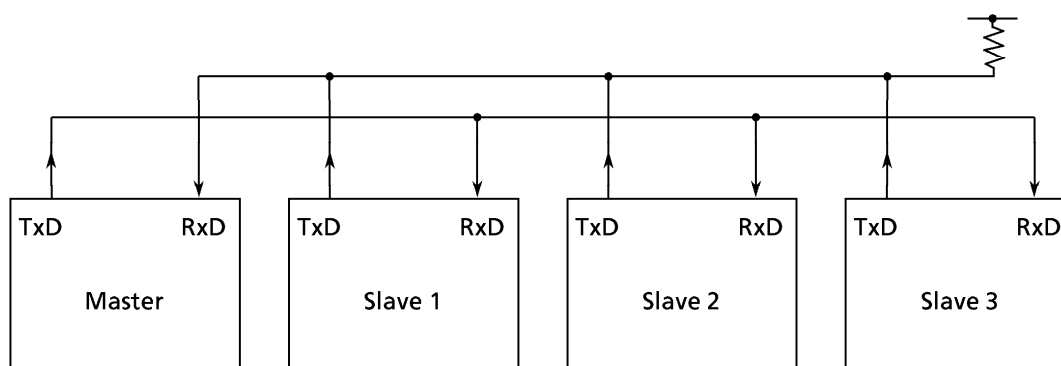 TxD RxD TxD RxD TxD RxD TxD RxD
Master Slave 1 Slave 2 Slave 3